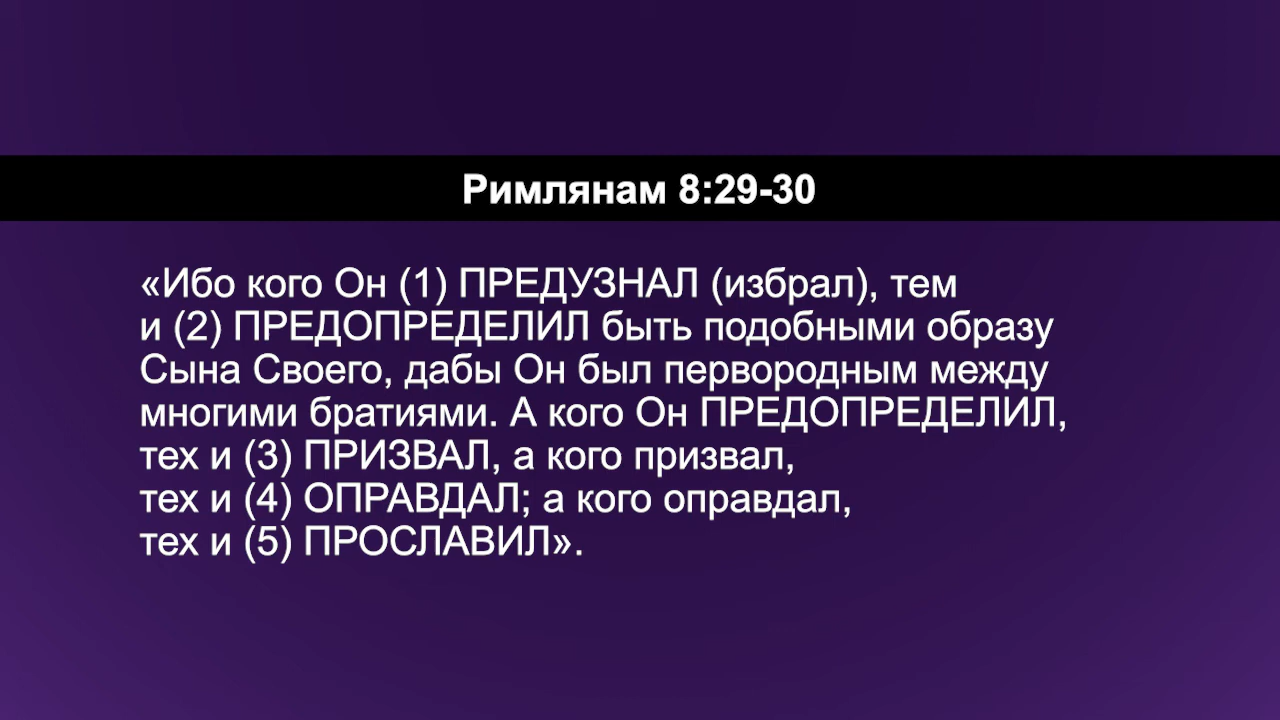 Римлянам 8:29-30
«Ибо кого Он (1) ПРЕДУЗНАЛ (избрал), тем
и (2) ПРЕДОПРЕДЕЛИЛ быть подобными образу
Сына Своего, дабы Он был первородным между
многими братиями. А кого Он ПРЕДОПРЕДЕЛИЛ,
тех и (3) ПРИЗВАЛ, а кого призвал,
тех и (4) ОПРАВДАЛ; а кого оправдал,
тех и (5) ПРОСЛАВИЛ».